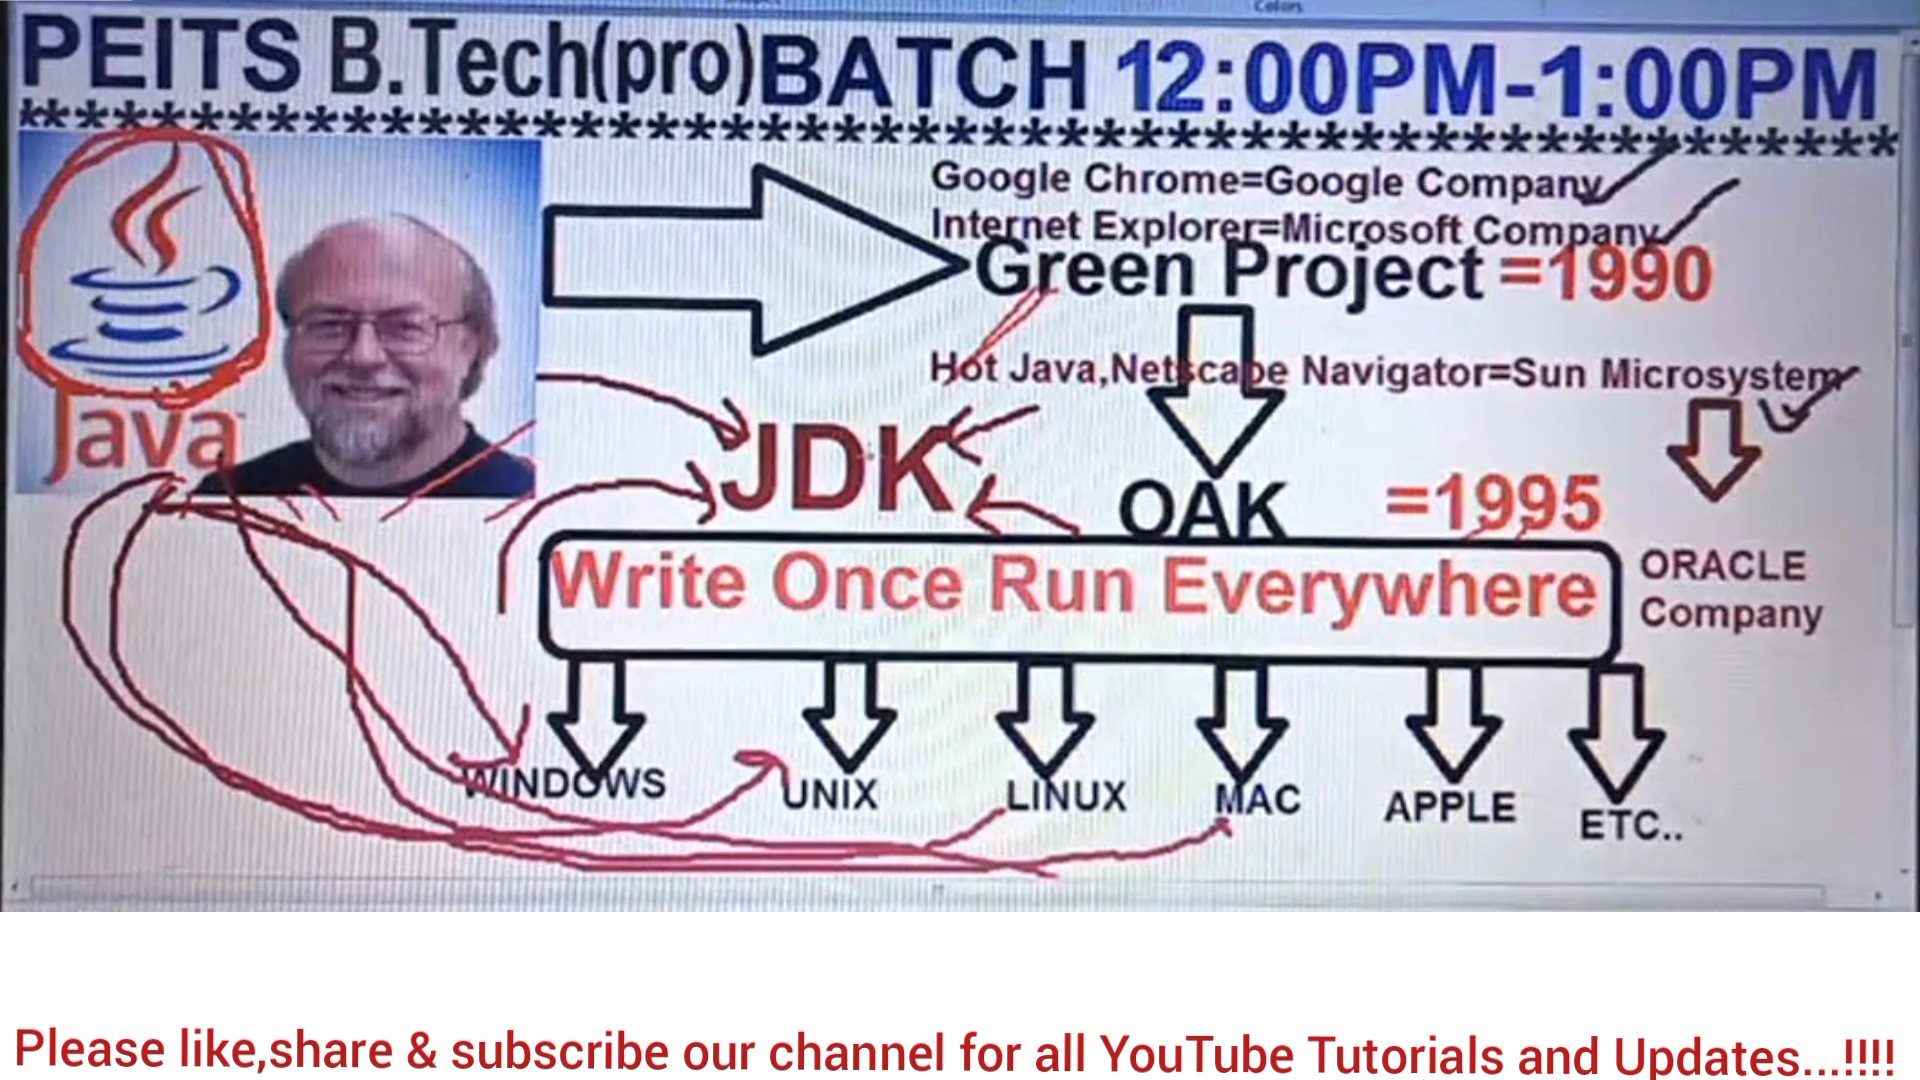 Colors
PEITS B.Tech(pro)BATCH 12:00PM-1:00PM
*************************************************
Google Chrome=Google Company
Internet Explorer=Microsoft Company
Green Project =1990
Hot Java,Netscape Navigator=Sun Microsystem
Java
JDK
OAK =1995
Write Once Run Everywhere
ORACLE
Company
WINDOWS
UNIX
LINUX
MAC
APPLE
ETC..
Please like,share & subscribe our channel for all YouTube Tutorials and Updates...!!!!